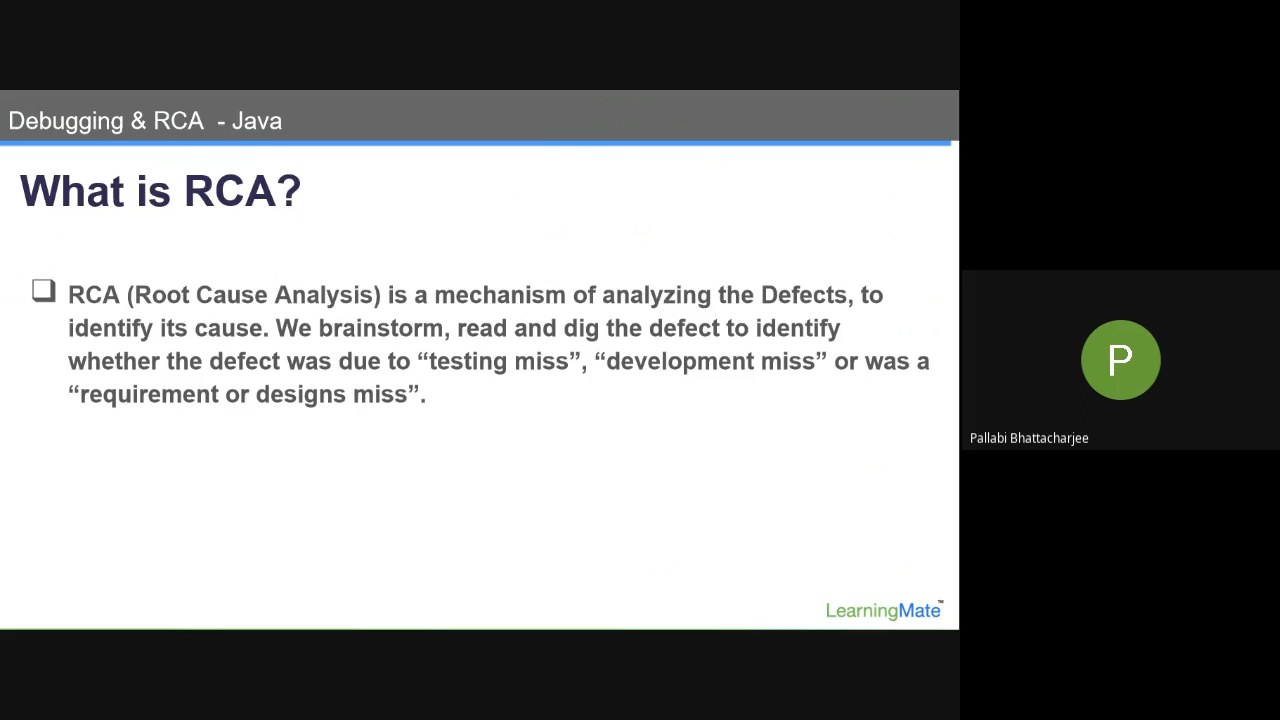 Debugging & RCA - Java
What is RCA?
RCA (Root Cause Analysis) is a mechanism of analyzing the Defects, to
identify its cause. We brainstorm, read and dig the defect to identify
whether the defect was due to “testing miss”, “development miss” or was a
“requirement or designs miss”.
P
Pallabi Bhattacharjee
LearningMate™